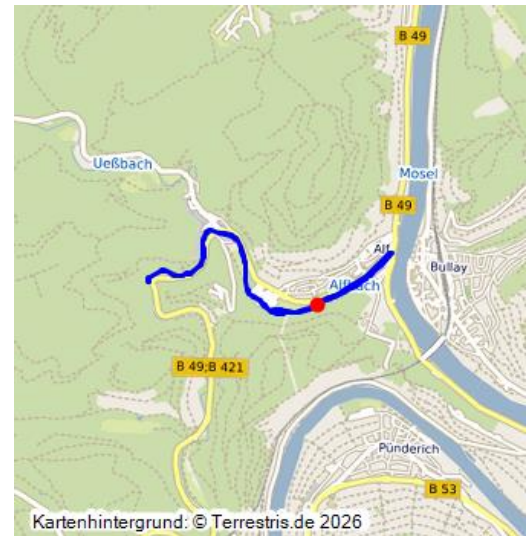 B 49
Ueßbach
Mosel
B 49
Alf
Bullay
Alfbach
B 49;B 421
Pünderich
B 53
Kartenhintergrund: © Terrestris.de 2026